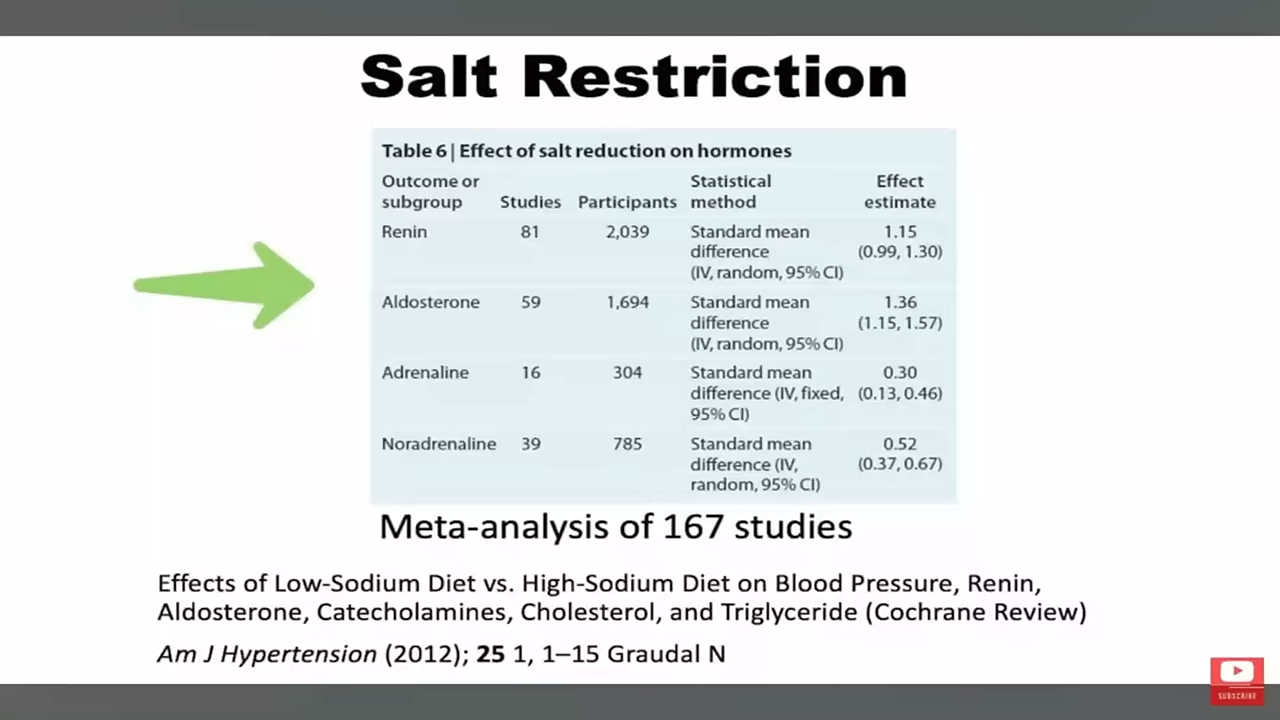 Salt Restriction
Table 6 | Effect of salt reduction on hormones
Outcome or subgroup Studies Participants Statistical method Effect estimate
Renin 81 2,039 Standard mean difference (IV, random, 95% CI) 1.15 (0.99, 1.30)
Aldosterone 59 1,694 Standard mean difference (IV, random, 95% CI) 1.36 (1.15, 1.57)
Adrenaline 16 304 Standard mean difference (IV, fixed, 95% CI) 0.30 (0.13, 0.46)
Noradrenaline 39 785 Standard mean difference (IV, random, 95% CI) 0.52 (0.37, 0.67)
Meta-analysis of 167 studies
Effects of Low-Sodium Diet vs. High-Sodium Diet on Blood Pressure, Renin,
Aldosterone, Catecholamines, Cholesterol, and Triglyceride (Cochrane Review)
Am J Hypertension (2012); 25 1, 1–15 Graudal N
SUBSCRIBE